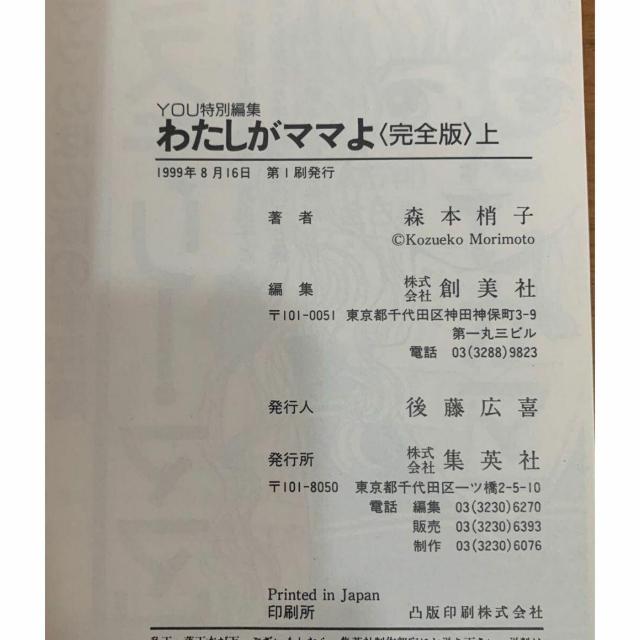 YOU特別編集
わたしがママよ〈完全版〉上
1999年8月16日 第1刷発行
著者 森本梢子
©Kozueko Morimoto
編集 株式会社 創美社
〒101-0051 東京都千代田区神田神保町3-9
第一丸三ビル
電話 03(3288)9823
発行人 後藤広喜
発行所 株式会社 集英社
〒101-8050 東京都千代田区一ツ橋2-5-10
電話 編集 03(3230)6270
販売 03(3230)6393
制作 03(3230)6076
Printed in Japan
印刷所 凸版印刷株式会社